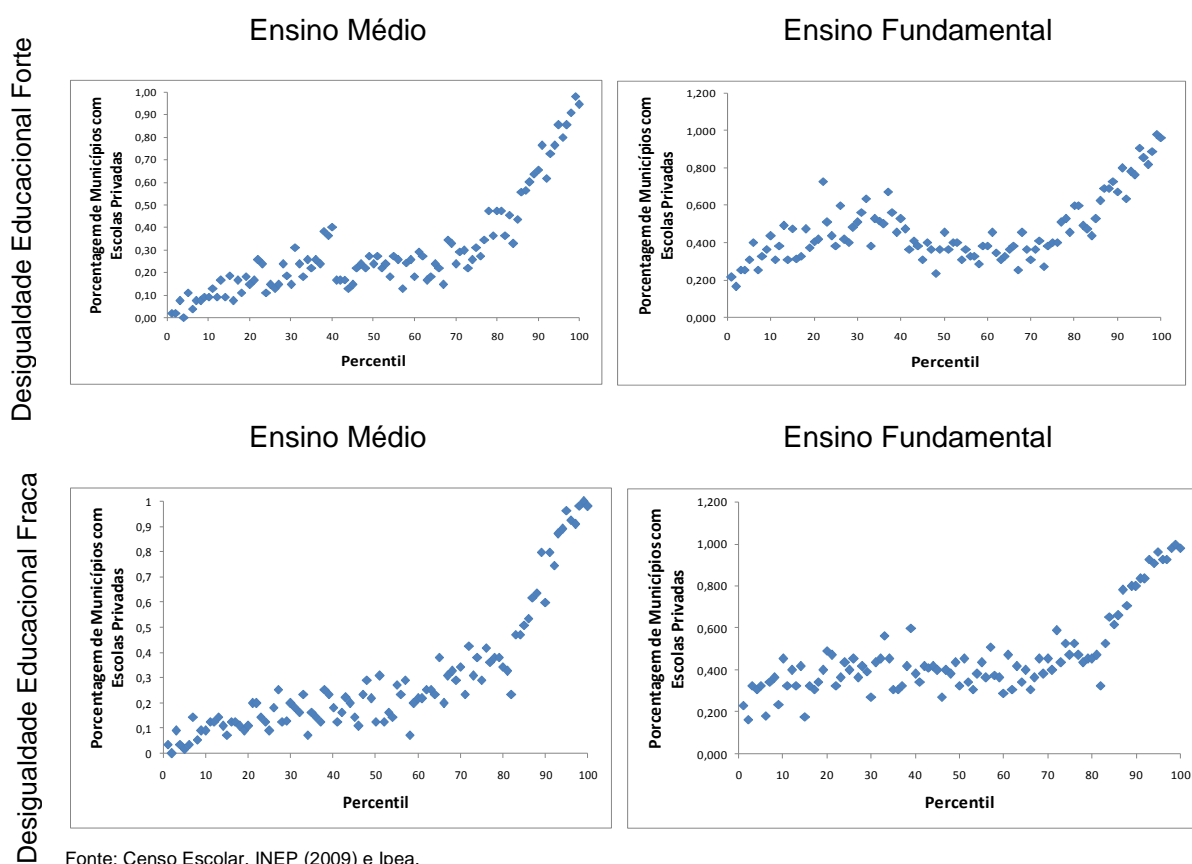 Ensino Médio
Ensino Fundamental
Desigualdade Educacional Forte
Porcentagem de Municípios com
Escolas Privadas
1,00
0,90
0,80
0,70
0,60
0,50
0,40
0,30
0,20
0,10
0,00
0 10 20 30 40 50 60 70 80 90 100
Percentil
Porcentagem de Municípios com
Escolas Privadas
1,200
1,000
0,800
0,600
0,400
0,200
0,000
0 10 20 30 40 50 60 70 80 90 100
Percentil
Ensino Médio
Ensino Fundamental
Desigualdade Educacional Fraca
Porcentagem de Municípios com
Escolas Privadas
1
0,9
0,8
0,7
0,6
0,5
0,4
0,3
0,2
0,1
0
0 10 20 30 40 50 60 70 80 90 100
Percentil
Porcentagem de Municípios com
Escolas Privadas
1,200
1,000
0,800
0,600
0,400
0,200
0,000
0 10 20 30 40 50 60 70 80 90 100
Percentil
Fonte: Censo Escolar, INEP (2009) e Ipea.